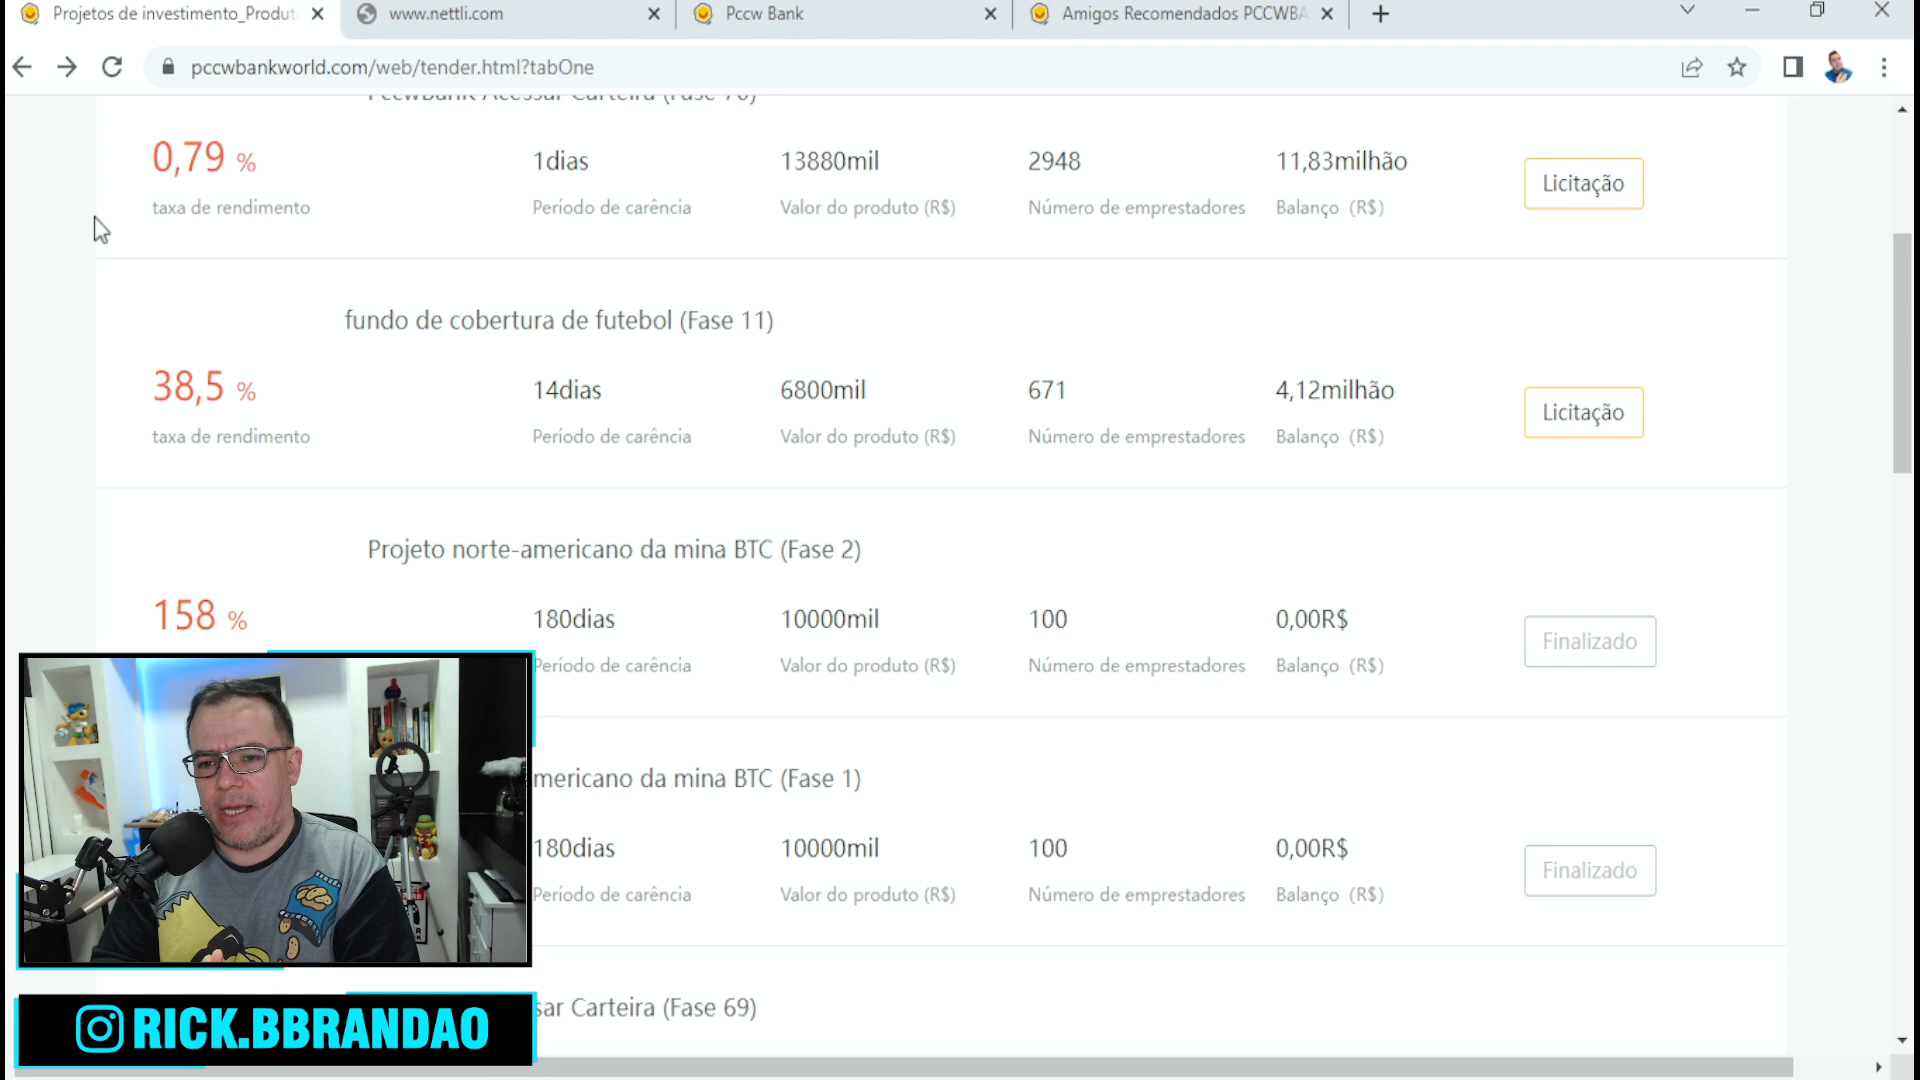 Projetos de investimento_Produt
www.nettli.com
Pccw Bank
Amigos Recomendados PCCWBA
pccwbankworld.com/web/tender.html?tabOne
PccwBank Acessar Carteira (Fase 70)
0,79 %
1dias
13880mil
2948
11,83milhão
Licitação
taxa de rendimento
Período de carência
Valor do produto (R$)
Número de emprestadores
Balanço (R$)
fundo de cobertura de futebol (Fase 11)
38,5 %
14dias
6800mil
671
4,12milhão
Licitação
taxa de rendimento
Período de carência
Valor do produto (R$)
Número de emprestadores
Balanço (R$)
Projeto norte-americano da mina BTC (Fase 2)
158 %
180dias
10000mil
100
0,00R$
Finalizado
Período de carência
Valor do produto (R$)
Número de emprestadores
Balanço (R$)
mericano da mina BTC (Fase 1)
180dias
10000mil
100
0,00R$
Finalizado
Período de carência
Valor do produto (R$)
Número de emprestadores
Balanço (R$)
sar Carteira (Fase 69)
RICK.BBRANDAO